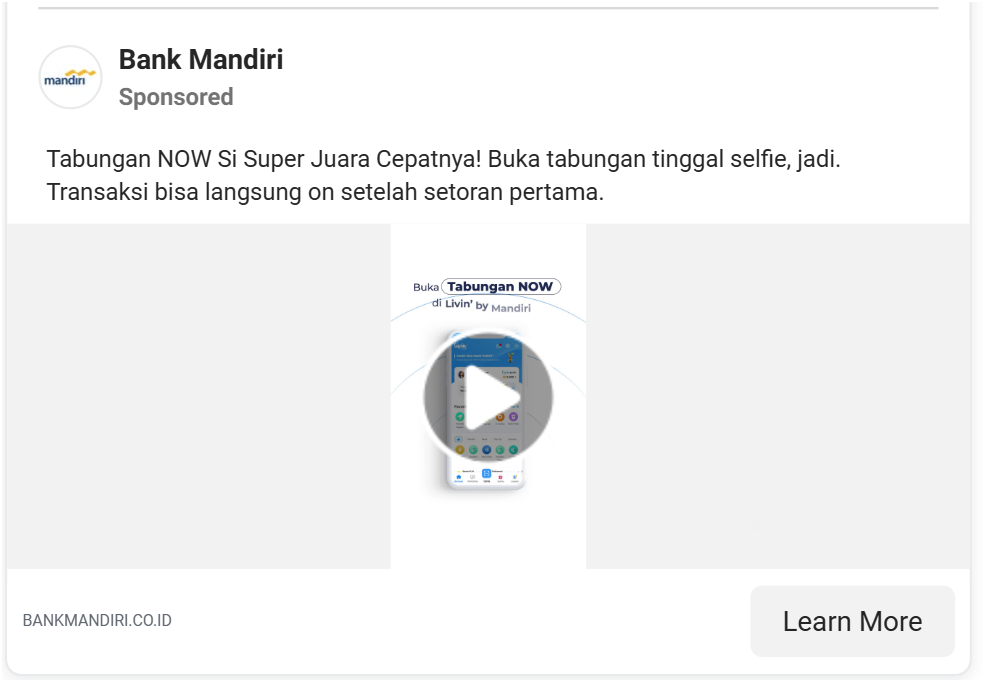 mandiri
Bank Mandiri
Sponsored
Tabungan NOW Si Super Juara Cepatnya! Buka tabungan tinggal selfie, jadi.
Transaksi bisa langsung on setelah setoran pertama.
Buka Tabungan NOW
di Livin' by Mandiri
BANKMANDIRI.CO.ID
Learn More